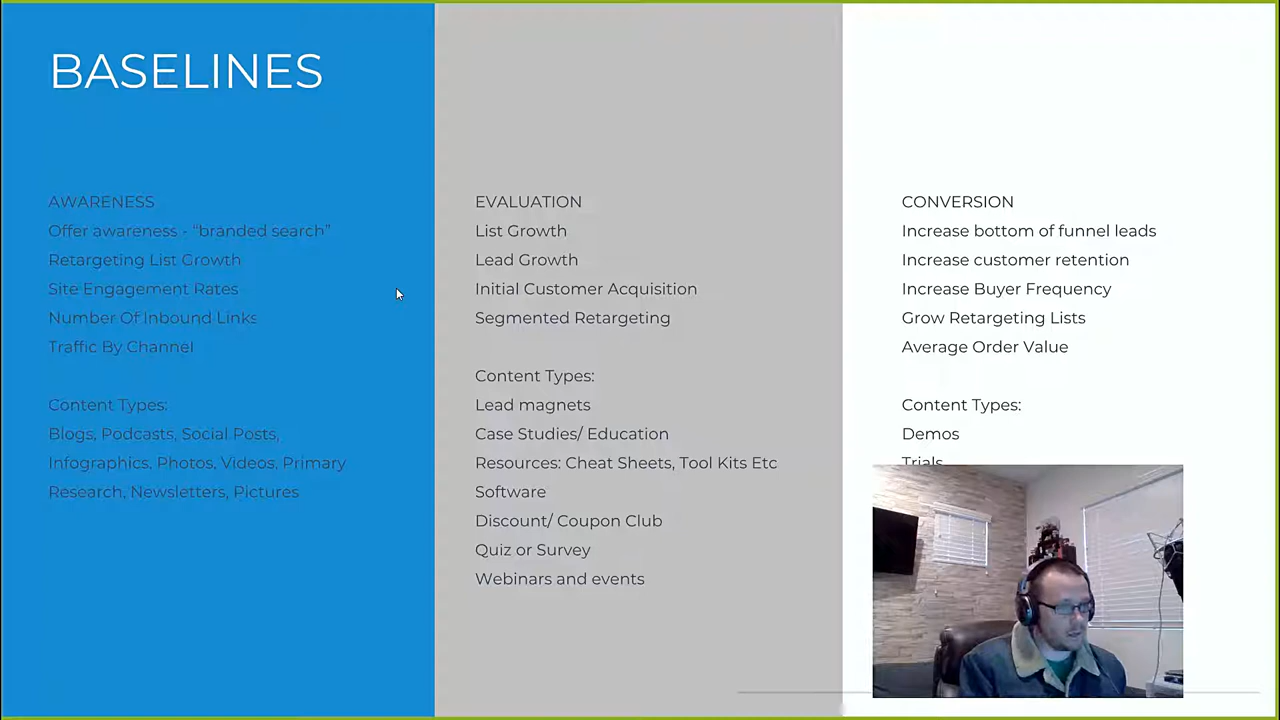 BASELINES
AWARENESS
Offer awareness - “branded search”
Retargeting List Growth
Site Engagement Rates
Number Of Inbound Links
Traffic By Channel
Content Types:
Blogs, Podcasts, Social Posts,
Infographics, Photos, Videos, Primary
Research, Newsletters, Pictures
EVALUATION
List Growth
Lead Growth
Initial Customer Acquisition
Segmented Retargeting
Content Types:
Lead magnets
Case Studies/ Education
Resources: Cheat Sheets, Tool Kits Etc
Software
Discount/ Coupon Club
Quiz or Survey
Webinars and events
CONVERSION
Increase bottom of funnel leads
Increase customer retention
Increase Buyer Frequency
Grow Retargeting Lists
Average Order Value
Content Types:
Demos
Trials